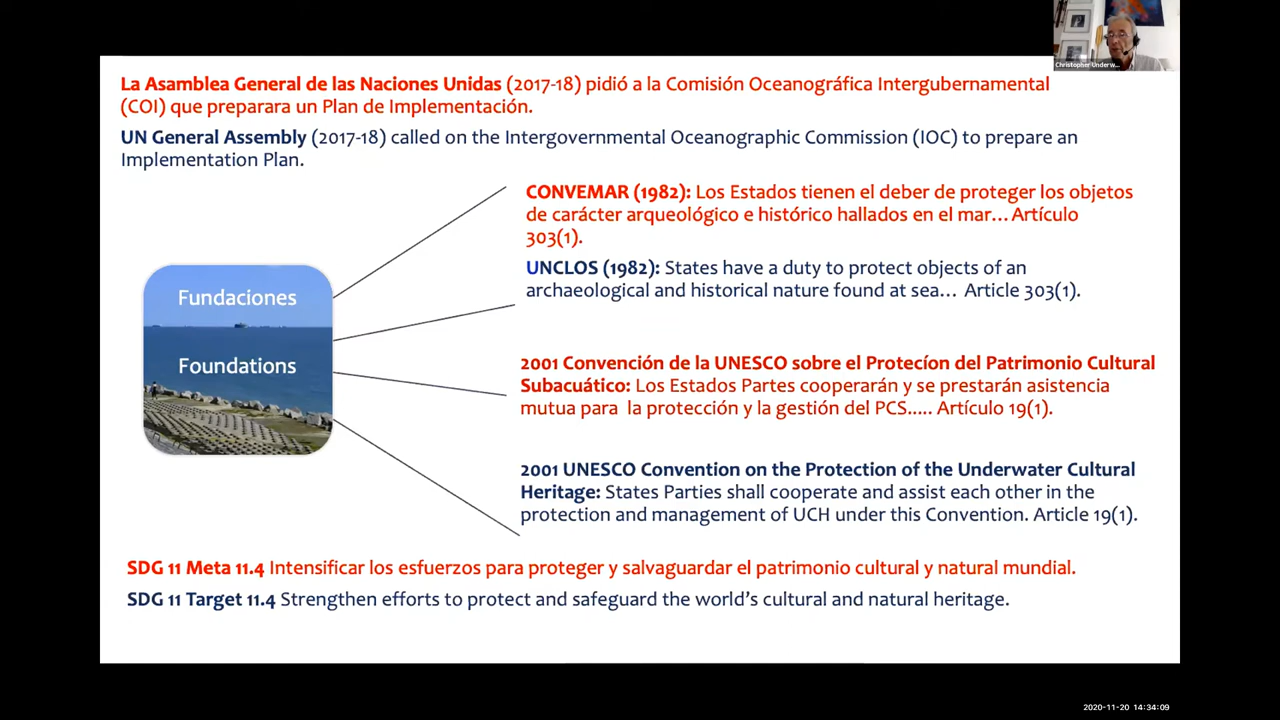 Christopher Underw...
La Asamblea General de las Naciones Unidas (2017-18) pidió a la Comisión Oceanográfica Intergubernamental
(COI) que preparara un Plan de Implementación.
UN General Assembly (2017-18) called on the Intergovernmental Oceanographic Commission (IOC) to prepare an
Implementation Plan.
CONVEMAR (1982): Los Estados tienen el deber de proteger los objetos
de carácter arqueológico e histórico hallados en el mar... Artículo
303(1).
UNCLOS (1982): States have a duty to protect objects of an
archaeological and historical nature found at sea... Article 303(1).
Fundaciones
Foundations
2001 Convención de la UNESCO sobre el Protecíon del Patrimonio Cultural
Subacuático: Los Estados Partes cooperarán y se prestarán asistencia
mutua para la protección y la gestión del PCS..... Artículo 19(1).
2001 UNESCO Convention on the Protection of the Underwater Cultural
Heritage: States Parties shall cooperate and assist each other in the
protection and management of UCH under this Convention. Article 19(1).
SDG 11 Meta 11.4 Intensificar los esfuerzos para proteger y salvaguardar el patrimonio cultural y natural mundial.
SDG 11 Target 11.4 Strengthen efforts to protect and safeguard the world's cultural and natural heritage.
2020-11-20 14:34:09